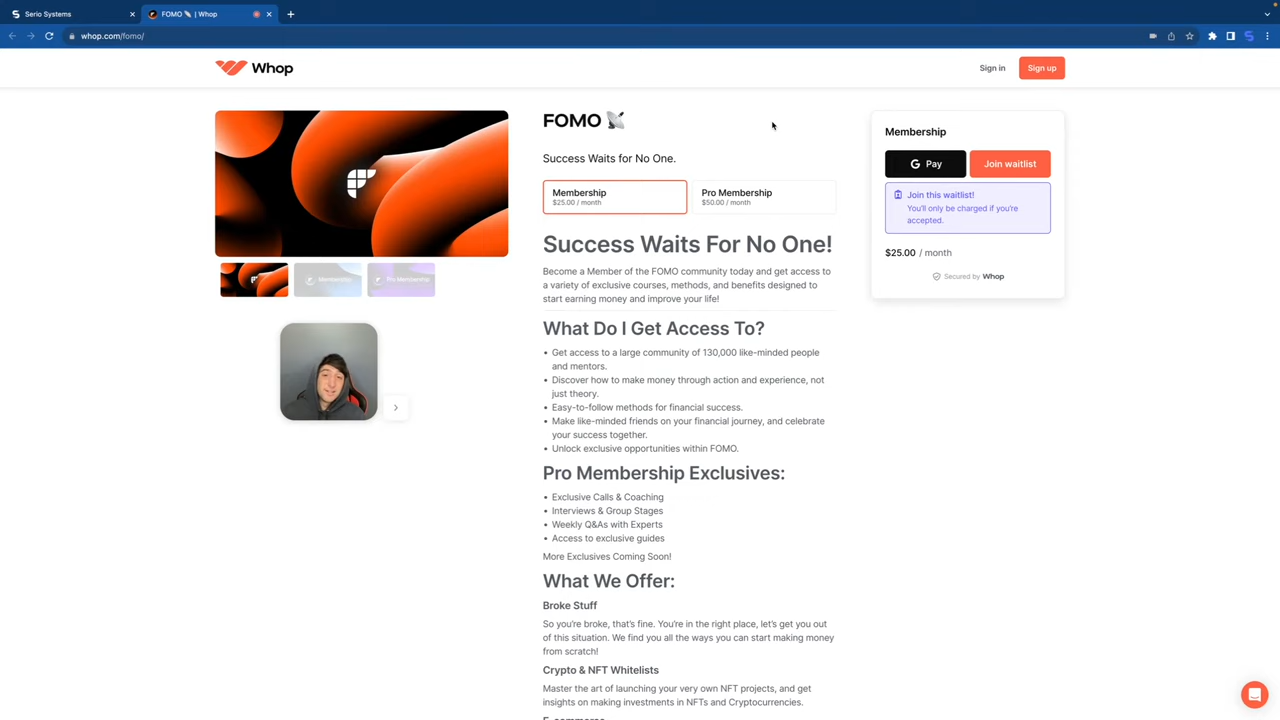 Serio Systems
FOMO | Whop
whop.com/fomo/
Whop
Sign in
Sign up
FOMO
Success Waits for No One.
Membership
$25.00 / month
Pro Membership
$50.00 / month
Success Waits For No One!
Become a Member of the FOMO community today and get access to
a variety of exclusive courses, methods, and benefits designed to
start earning money and improve your life!
What Do I Get Access To?
• Get access to a large community of 130,000 like-minded people
and mentors.
• Discover how to make money through action and experience, not
just theory.
• Easy-to-follow methods for financial success.
• Make like-minded friends on your financial journey, and celebrate
your success together.
• Unlock exclusive opportunities within FOMO.
Pro Membership Exclusives:
• Exclusive Calls & Coaching
• Interviews & Group Stages
• Weekly Q&As with Experts
• Access to exclusive guides
More Exclusives Coming Soon!
What We Offer:
Broke Stuff
So you're broke, that's fine. You're in the right place, let's get you out
of this situation. We find you all the ways you can start making money
from scratch!
Crypto & NFT Whitelists
Master the art of launching your very own NFT projects, and get
insights on making investments in NFTs and Cryptocurrencies.
E-commerce
Membership
G Pay
Join waitlist
Join this waitlist!
You'll only be charged if you're
accepted.
$25.00 / month
Secured by Whop
Membership
Pro Membership